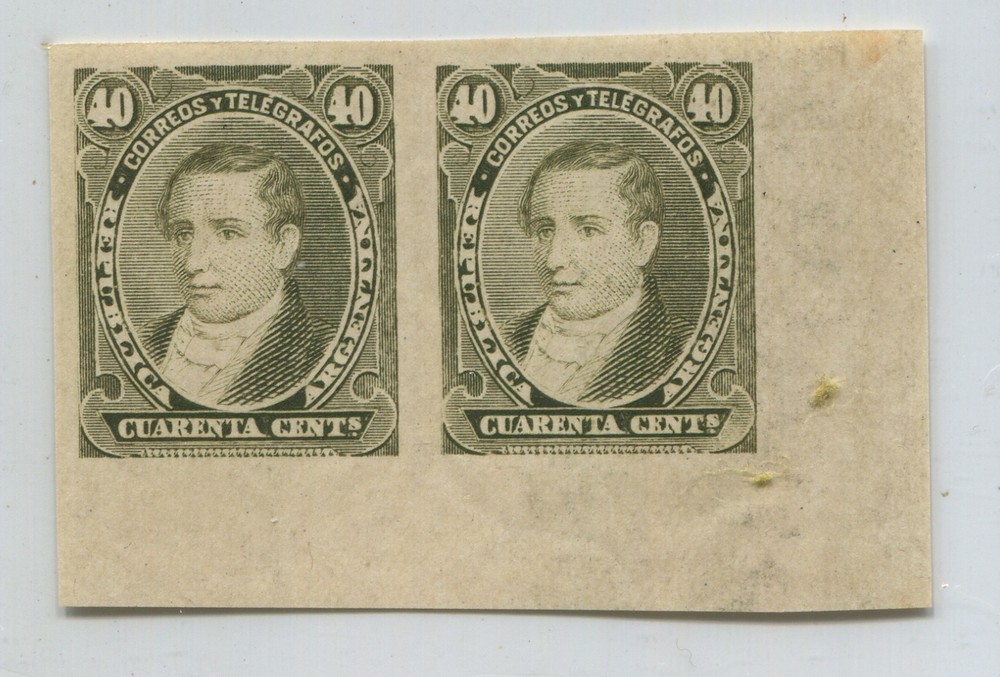 40 40
CORREOS Y TELEGRAFOS
REPUBLICA ARGENTINA
CUARENTA CENTS.
40 40
CORREOS Y TELEGRAFOS
REPUBLICA ARGENTINA
CUARENTA CENTS.